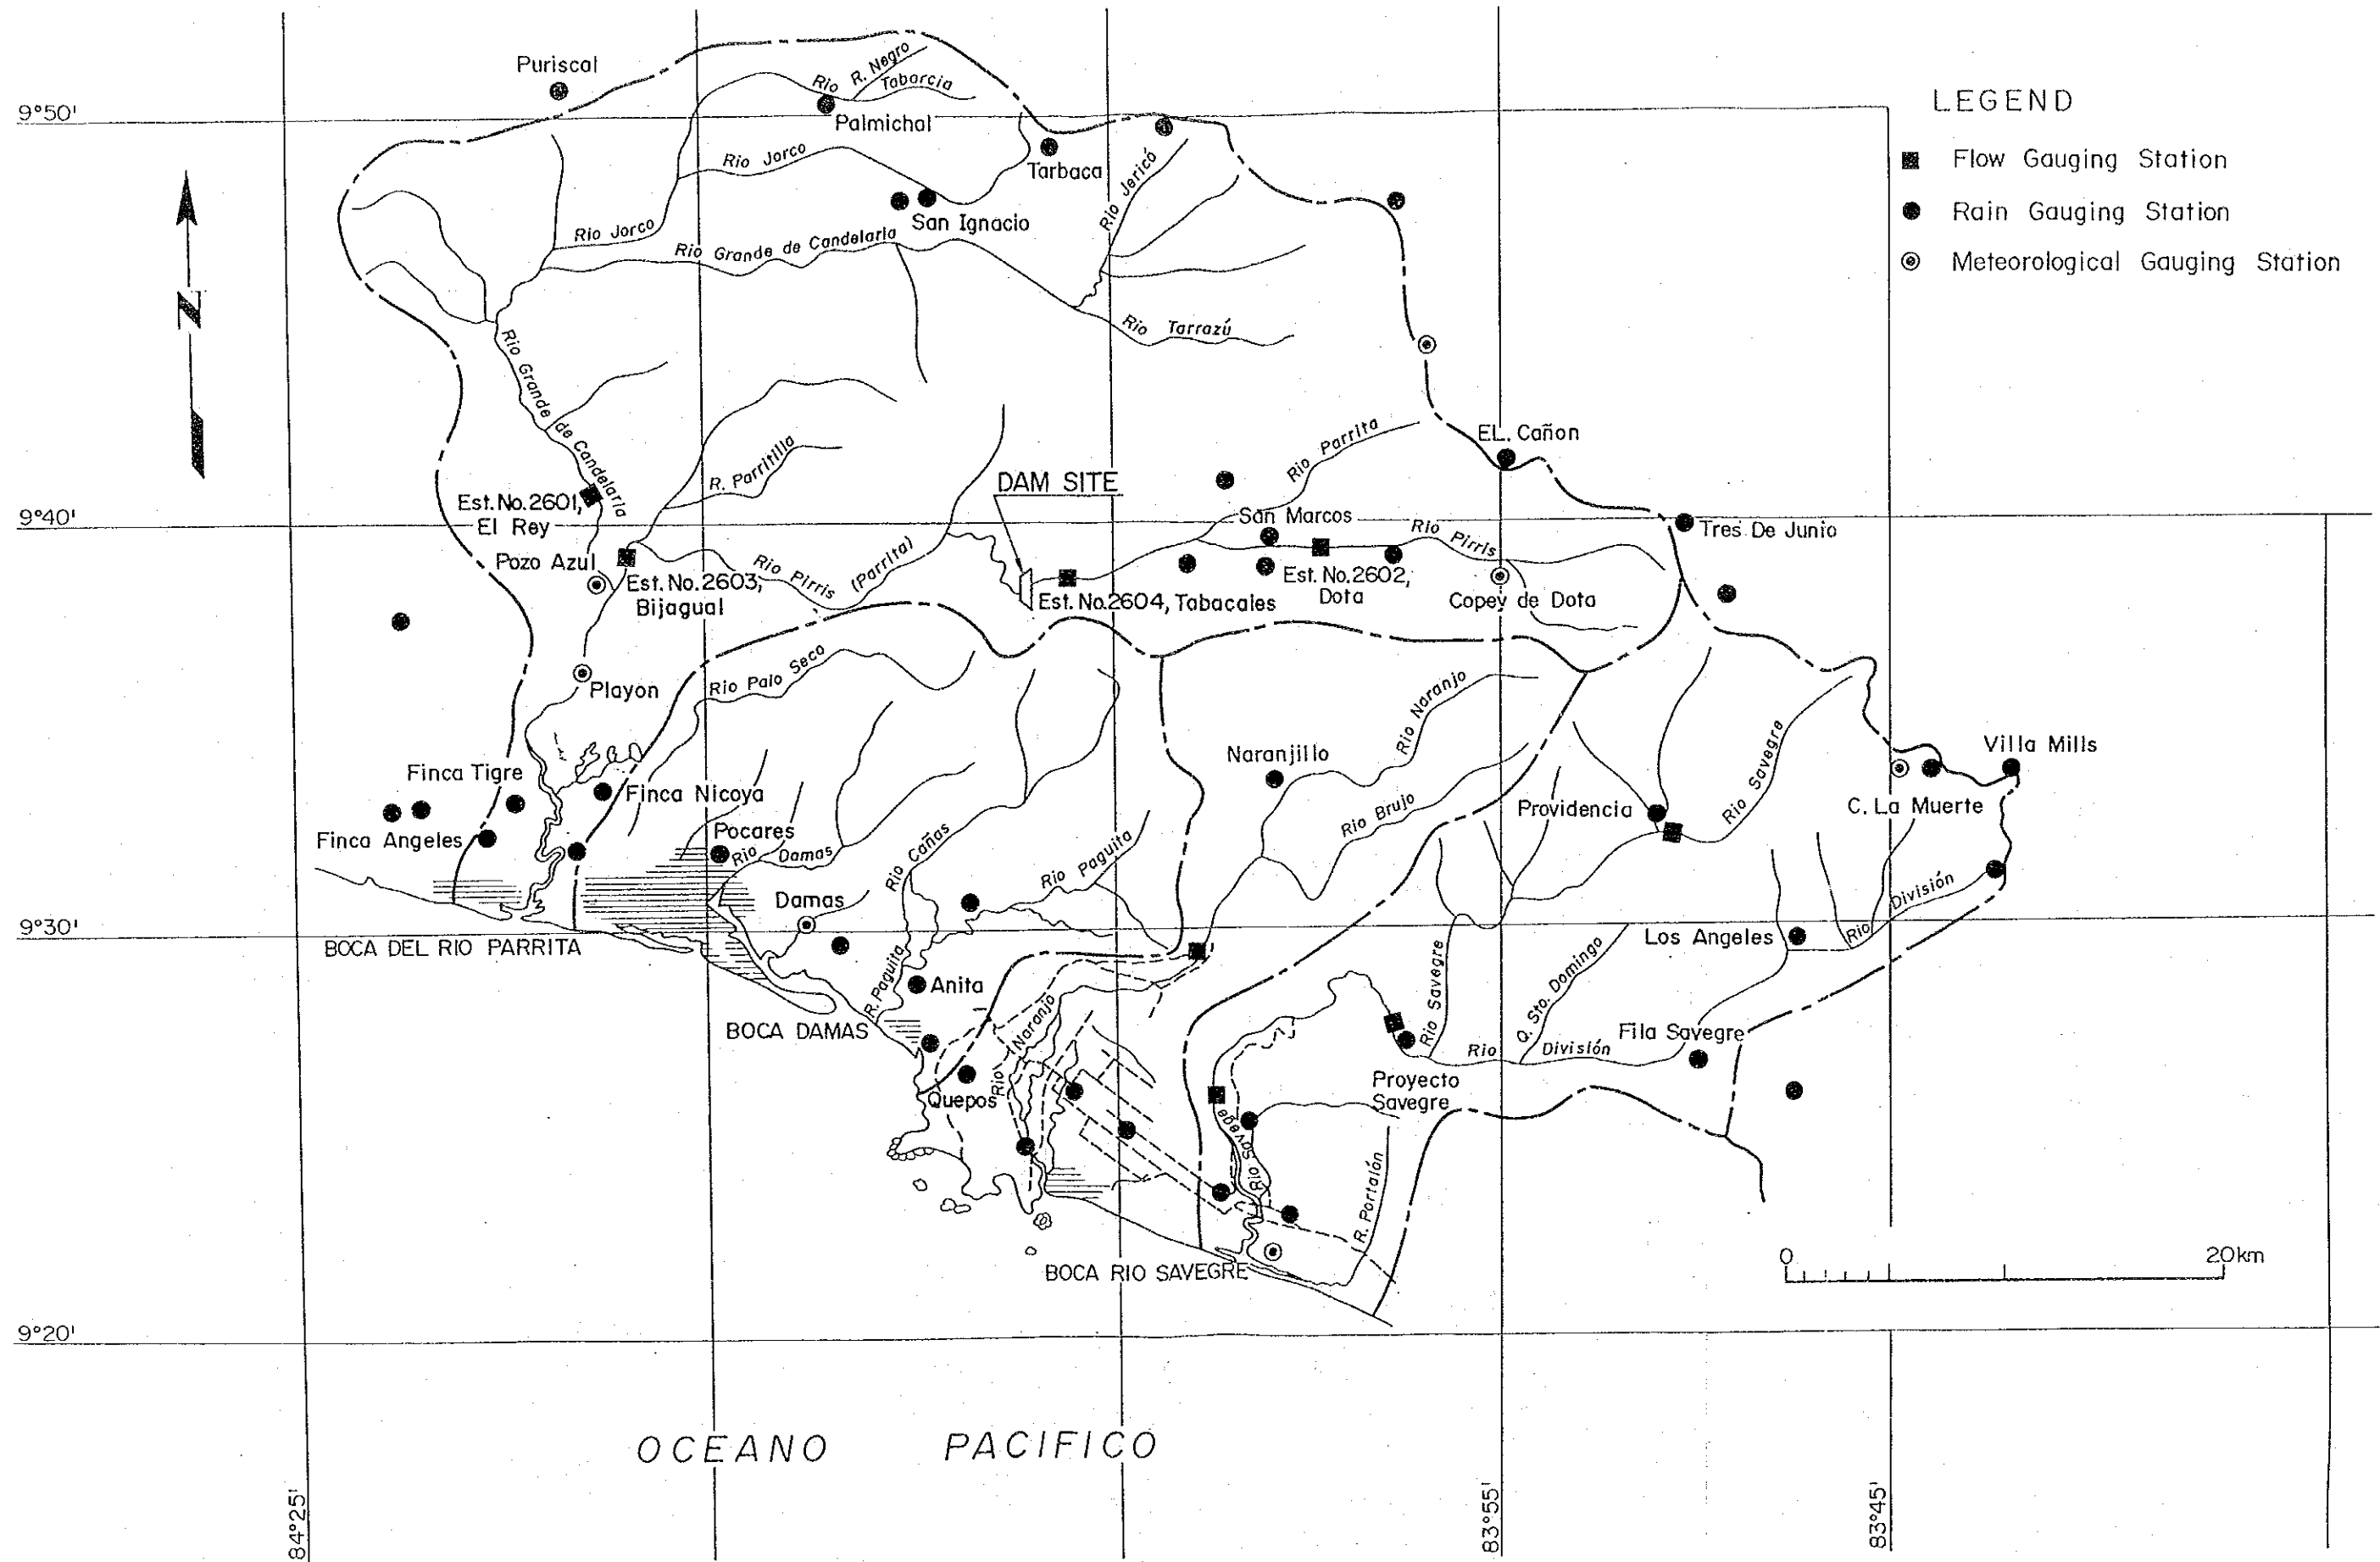 Puriscal
R. Negro
Rio Tabarcia
9°50'
Palmichal
Rio Jorco
Tarbaca
Rio Jericó
San Ignacio
Rio Jorco
Rio Grande de Candelaria
LEGEND
Flow Gauging Station
Rain Gauging Station
Meteorological Gauging Station
N
Rio Tarrazú
Rio Grande de Candelaria
R. Parritilla
Rio Parrita
EL. Cañon
DAM SITE
Est. No. 2601,
El Rey
9°40'
San Marcos
Rio Pirris
Tres De Junio
Pozo Azul
Est. No. 2603,
Bijagual
Rio Pirris (Parrita)
Est. No. 2604, Tabacales
Est. No. 2602,
Dota
Copey de Dota
Playon
Rio Palo Seco
Rio Naranjo
Naranjillo
Rio Savegre
Villa Mills
Finca Tigre
Finca Nicoya
Providencia
C. La Muerte
Finca Angeles
Pocares
Rio Damas
Rio Cañas
Rio Paquita
Rio Brujo
Damas
9°30'
BOCA DEL RIO PARRITA
Los Angeles
Rio División
R. Paquita
Anita
Rio Savegre
Q. Sto. Domingo
BOCA DAMAS
Rio Naranjo
Fila Savegre
Rio División
Quepos
Proyecto
Savegre
Rio Savegre
R. Portalón
BOCA RIO SAVEGRE
0 20km
9°20'
OCEANO PACIFICO
84°25'
83°55'
83°45'